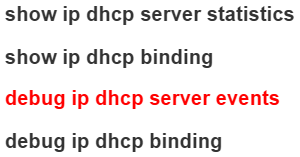 show ip dhcp server statistics
show ip dhcp binding
debug ip dhcp server events
debug ip dhcp binding